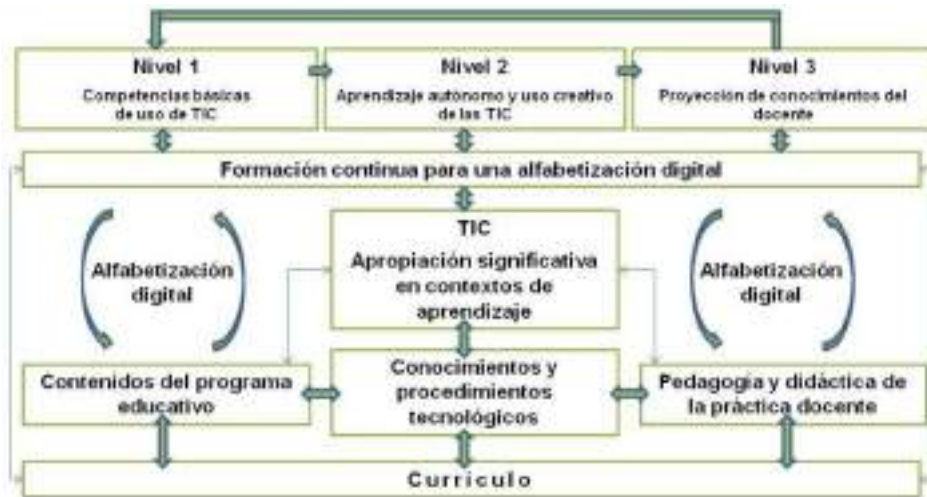 Nivel 1
Competencias básicas
de uso de TIC
Nivel 2
Aprendizaje autónomo y uso creativo
de las TIC
Nivel 3
Proyección de conocimientos del
docente
Formación continua para una alfabetización digital
TIC
Apropiación significativa
en contextos de
aprendizaje
Alfabetización
digital
Alfabetización
digital
Contenidos del programa
educativo
Conocimientos y
procedimientos
tecnológicos
Pedagogía y didáctica de
la práctica docente
Currículo